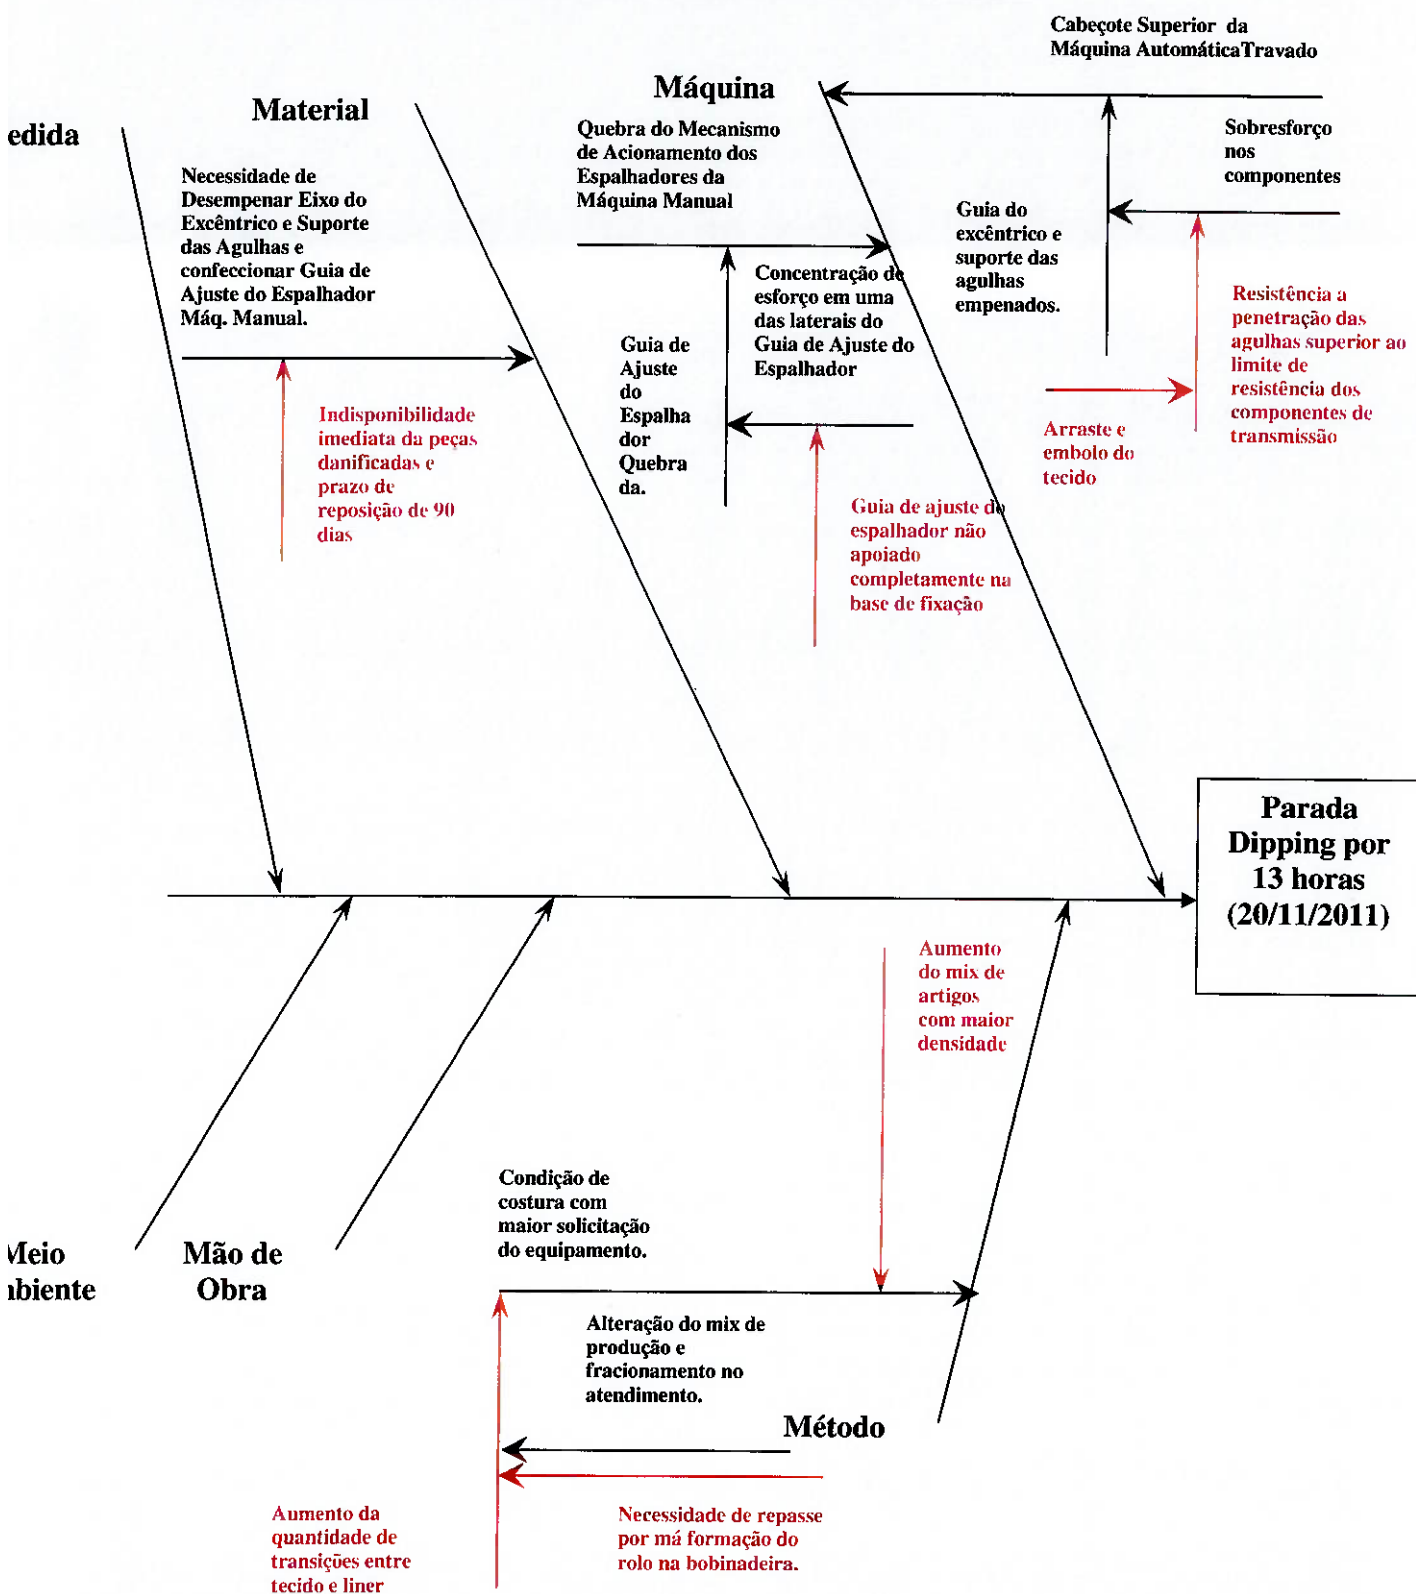 Cabeçote Superior da
Máquina AutomáticaTravado
Máquina
Material
edida
Quebra do Mecanismo
de Acionamento dos
Espalhadores da
Máquina Manual
Sobresforço
nos
componentes
Necessidade de
Desempenar Eixo do
Excêntrico e Suporte
das Agulhas e
confeccionar Guia de
Ajuste do Espalhador
Máq. Manual.
Guia do
excêntrico e
suporte das
agulhas
empenados.
Concentração de
esforço em uma
das laterais do
Guia de Ajuste do
Espalhador
Resistência a
penetração das
agulhas superior ao
limite de
resistência dos
componentes de
transmissão
Guia de
Ajuste
do
Espalha
dor
Quebra
da.
Indisponibilidade
imediata da peças
danificadas e
prazo de
reposição de 90
dias
Arraste e
embolo do
tecido
Guia de ajuste do
espalhador não
apoiado
completamente na
base de fixação
Parada
Dipping por
13 horas
(20/11/2011)
Aumento
do mix de
artigos
com maior
densidade
Condição de
costura com
maior solicitação
do equipamento.
Meio
nbiente
Mão de
Obra
Alteração do mix de
produção e
fracionamento no
atendimento.
Método
Aumento da
quantidade de
transições entre
tecido e liner
Necessidade de repasse
por má formação do
rolo na bobinadeira.